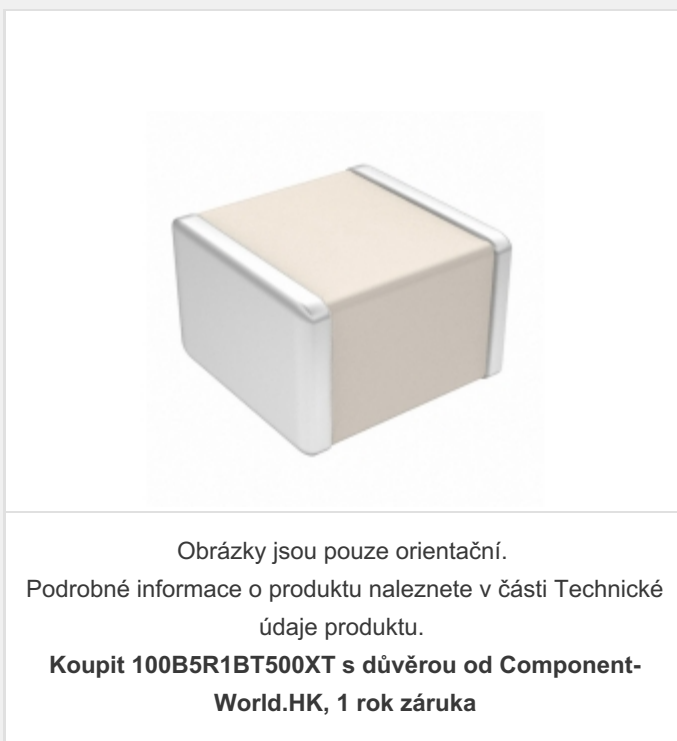 Obrázky jsou pouze orientační.
Podrobné informace o produktu naleznete v části Technické
údaje produktu.
Koupit 100B5R1BT500XT s důvěrou od Component-
World.HK, 1 rok záruka